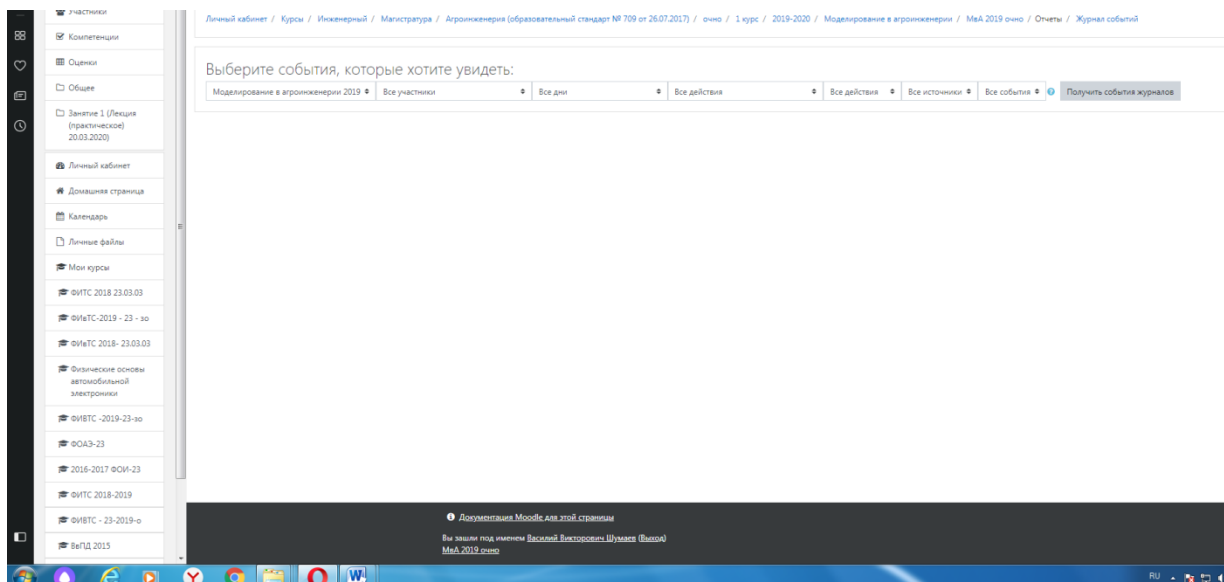 Участники
Личный кабинет / Курсы / Инженерный / Магистратура / Агроинженерия (образовательный стандарт № 709 от 26.07.2017) / очно / 1 курс / 2019-2020 / Моделирование в агроинженерии / МвА 2019 очно / Отчеты / Журнал событий
Компетенции
Оценки
Выберите события, которые хотите увидеть:
Общее
Моделирование в агроинженерии 2019 Все участники Все дни Все действия Все действия Все источники Все события Получить события журналов
Занятие 1 (Лекция
(практическое)
20.03.2020)
Личный кабинет
Домашняя страница
Календарь
Личные файлы
Мои курсы
ФИТС 2018 23.03.03
ФИвТС-2019 - 23 - зо
ФИвТС 2018- 23.03.03
Физические основы
автомобильной
электроники
ФИВТС -2019-23-зо
ФОАЭ-23
2016-2017 ФОИ-23
ФИТС 2018-2019
ФИВТС - 23-2019-о
ВвПД 2015
Документация Moodle для этой страницы
Вы зашли под именем Василий Викторович Шумаев (Выход)
МвА 2019 очно
RU